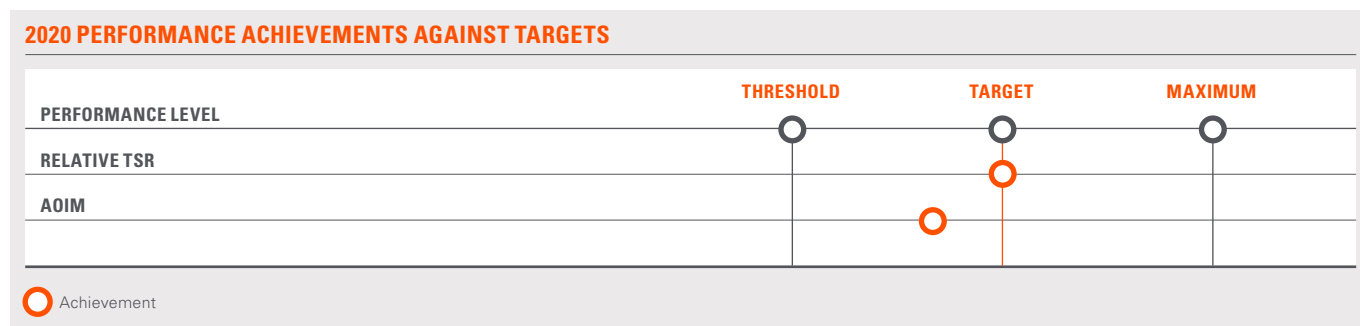 2020 PERFORMANCE ACHIEVEMENTS AGAINST TARGETS
THRESHOLD TARGET MAXIMUM
PERFORMANCE LEVEL
RELATIVE TSR
AOIM
Achievement